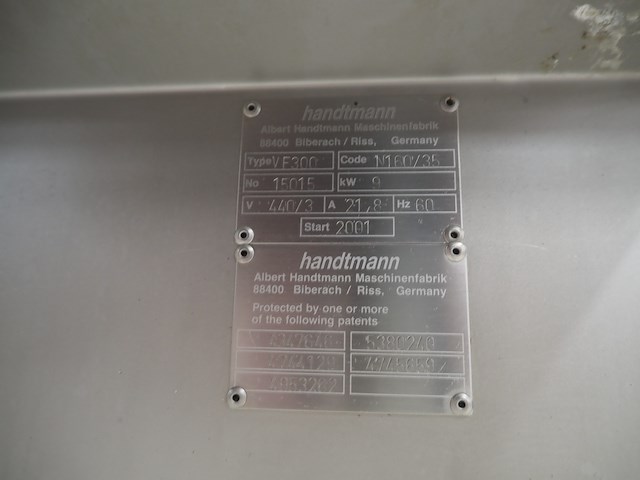 handtmann
Albert Handtmann Maschinenfabrik
88400 Biberach / Riss, Germany
Type VF300 Code N160/35
No 15015 kW 9
V 440/3 A 21,8 Hz 60
Start 2001
handtmann
Albert Handtmann Maschinenfabrik
88400 Biberach / Riss, Germany
Protected by one or more
of the following patents
5380240